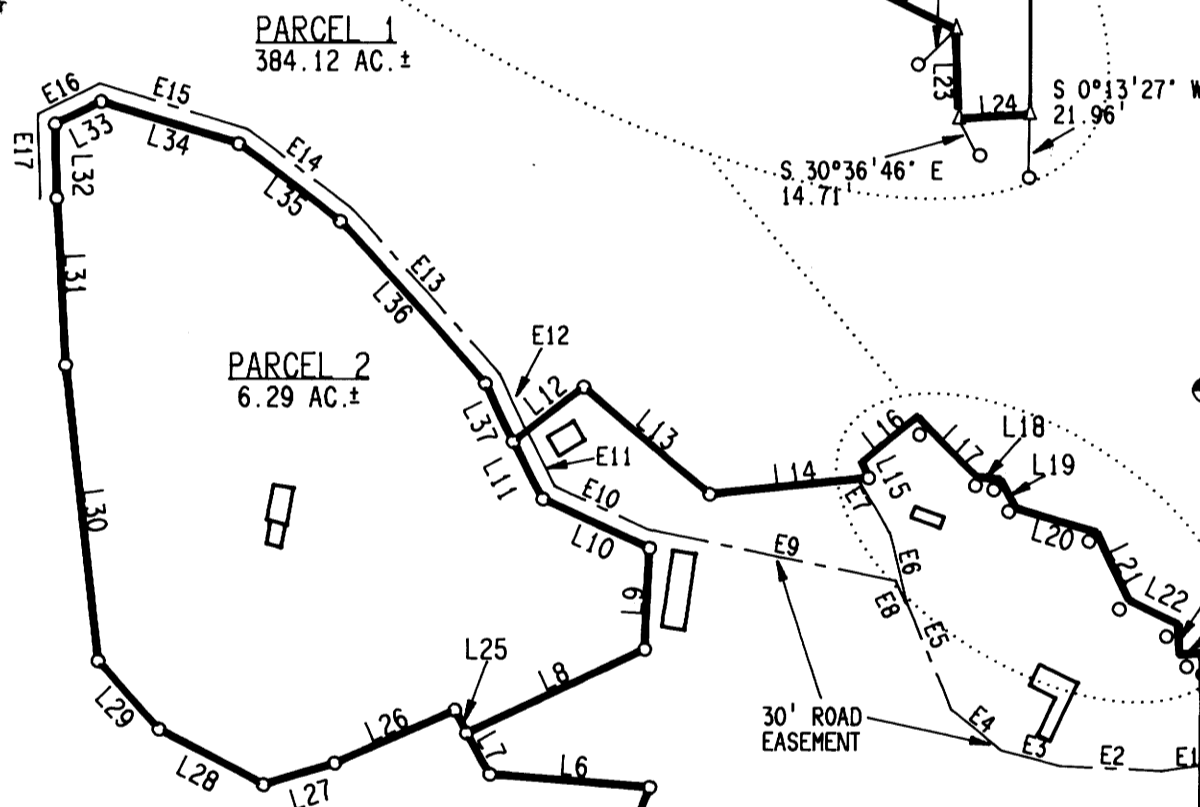 PARCEL 1
384.12 AC.±
L23
L24
S 0°13'27" W
21.96'
S 30°36'46" E
14.71'
E16
E15
E17
L33
L34
L32
E14
L35
L31
E13
L36
E12
PARCEL 2
6.29 AC.±
L12
L37
L13
L11
E11
E10
L10
L14
L16
L15
L17
L18
L19
E7
L20
L21
L22
E9
E6
E8
E5
L9
L30
L25
L8
L29
L26
L7
L28
L27
L6
30' ROAD
EASEMENT
E4
E3
E2
E1